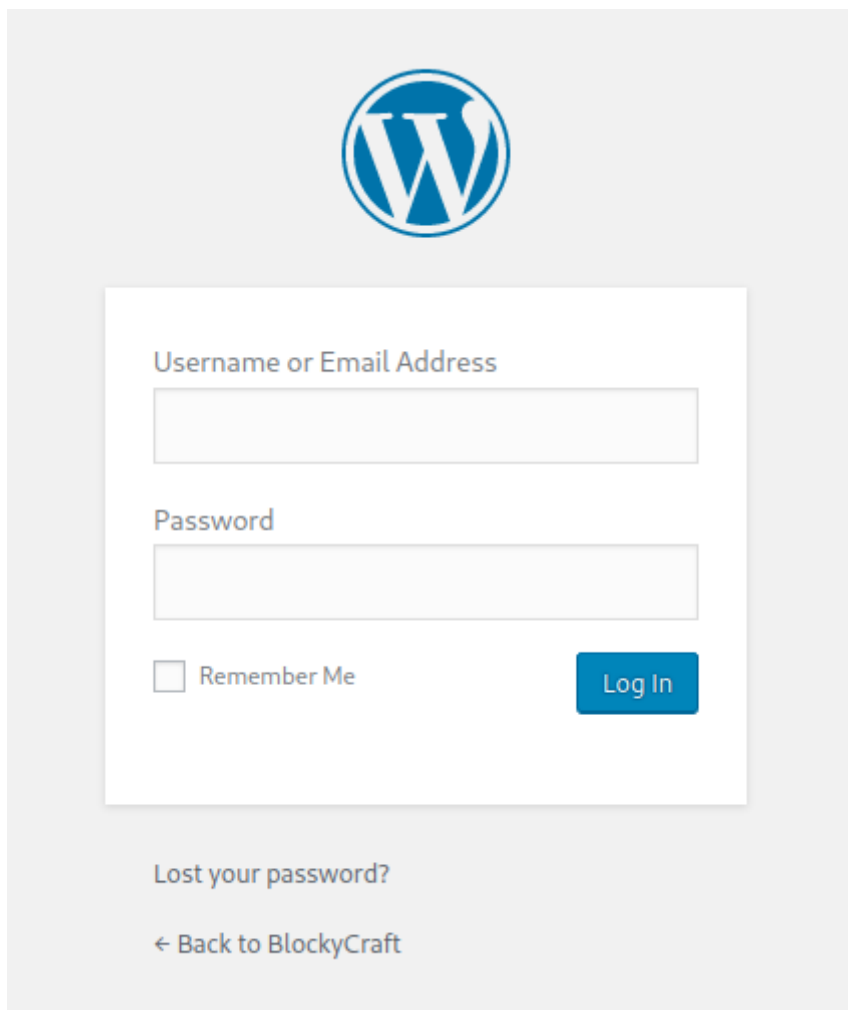 Username or Email Address
Password
Remember Me
Log In
Lost your password?
← Back to BlockyCraft